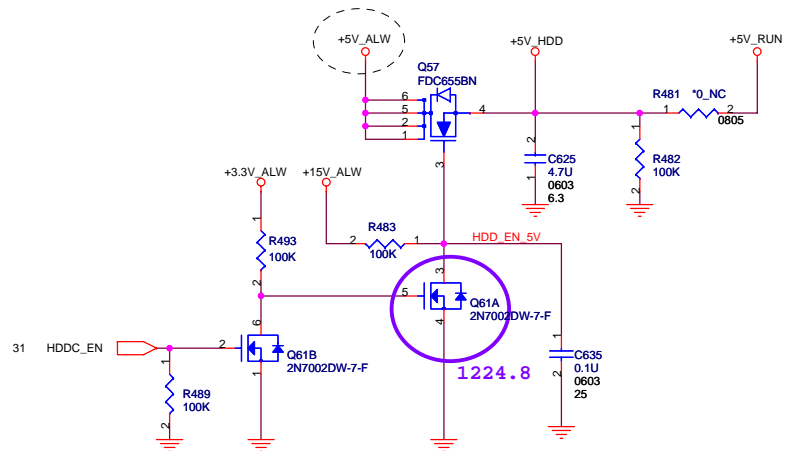 +5V_ALW
+5V_HDD
+5V_RUN
Q57
FDC655BN
6
5
2
1
4
3
R481 *0_NC
1
2
0805
2
1
C625
4.7U
0603
6.3
1
2
R482
100K
+3.3V_ALW
+15V_ALW
1
R493
100K
2
R483
2
1
100K
HDD_EN_5V
3
5
4
Q61A
2N7002DW-7-F
6
2
1
Q61B
2N7002DW-7-F
31 HDDC_EN
1
R489
100K
2
1224.8
1
2
C635
0.1U
0603
25